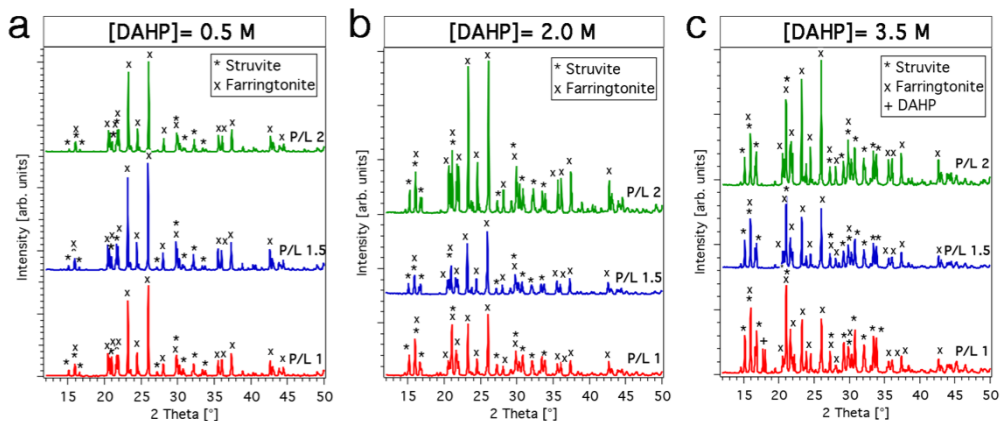 a
[DAHP]= 0.5 M
* Struvite
x Farringtonite
P/L 2
P/L 1.5
P/L 1
Intensity [arb. units]
15 20 25 30 35 40 45 50
2 Theta [°]
b
[DAHP]= 2.0 M
* Struvite
x Farringtonite
P/L 2
P/L 1.5
P/L 1
Intensity [arb. units]
15 20 25 30 35 40 45 50
2 Theta [°]
c
[DAHP]= 3.5 M
* Struvite
x Farringtonite
+ DAHP
P/L 2
P/L 1.5
P/L 1
Intensity [arb. units]
15 20 25 30 35 40 45 50
2 Theta [°]